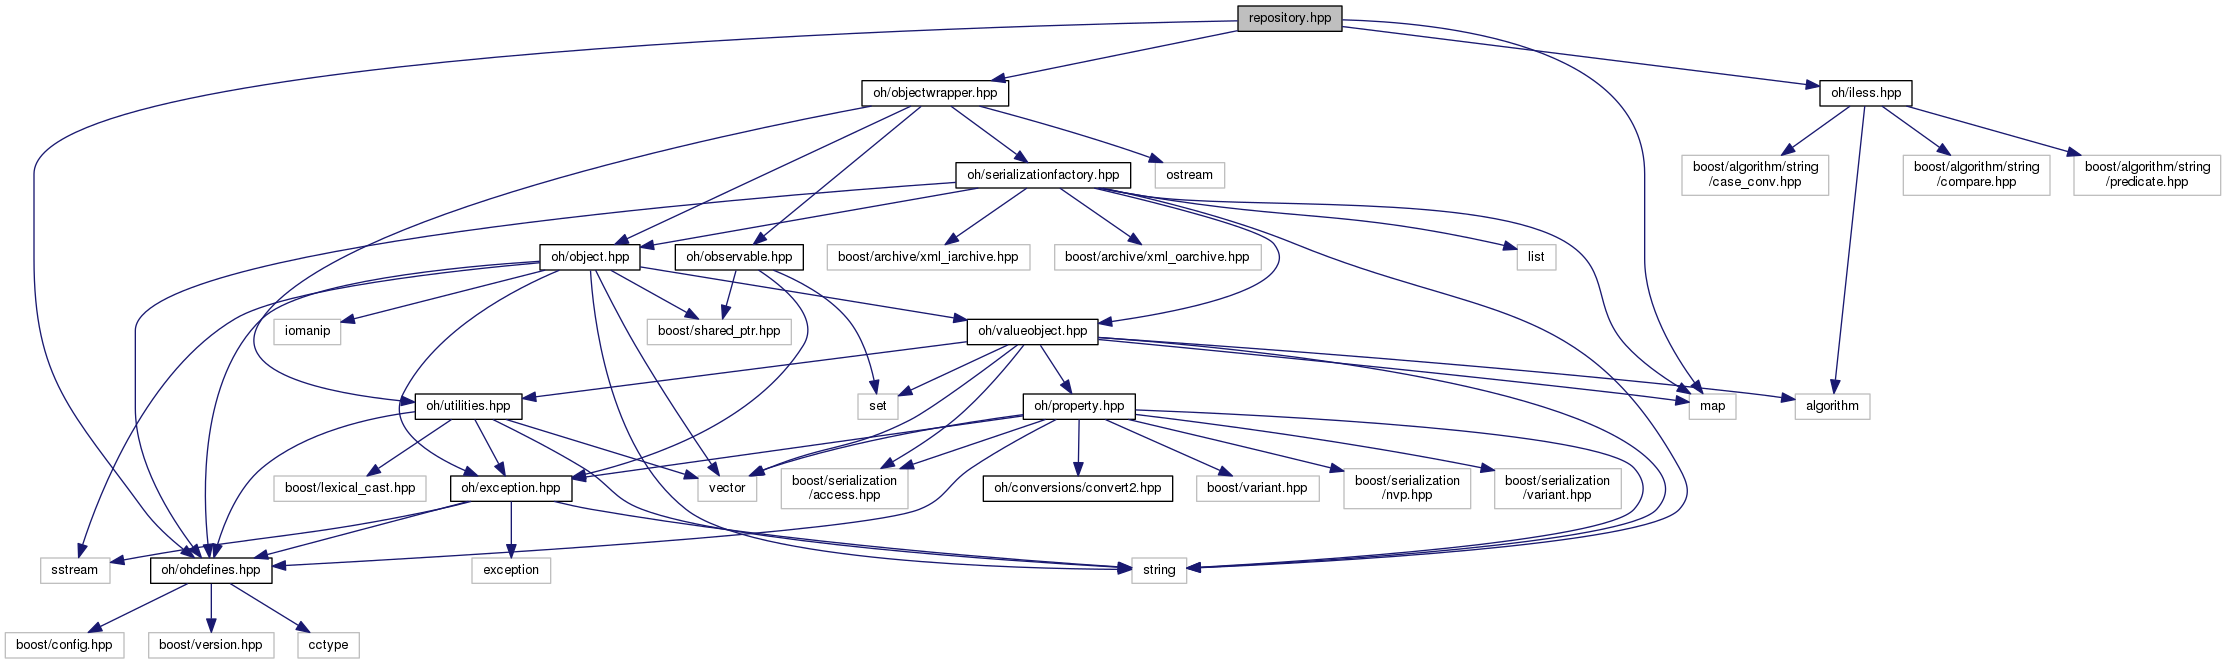 repository.hpp
oh/objectwrapper.hpp
oh/iless.hpp
boost/algorithm/string
/case_conv.hpp
boost/algorithm/string
/compare.hpp
boost/algorithm/string
/predicate.hpp
oh/serializationfactory.hpp
ostream
oh/object.hpp
oh/observable.hpp
boost/archive/xml_iarchive.hpp
boost/archive/xml_oarchive.hpp
list
iomanip
boost/shared_ptr.hpp
oh/valueobject.hpp
oh/utilities.hpp
set
oh/property.hpp
map
algorithm
boost/lexical_cast.hpp
oh/exception.hpp
vector
boost/serialization
/access.hpp
oh/conversions/convert2.hpp
boost/variant.hpp
boost/serialization
/nvp.hpp
boost/serialization
/variant.hpp
sstream
oh/ohdefines.hpp
exception
string
boost/config.hpp
boost/version.hpp
cctype